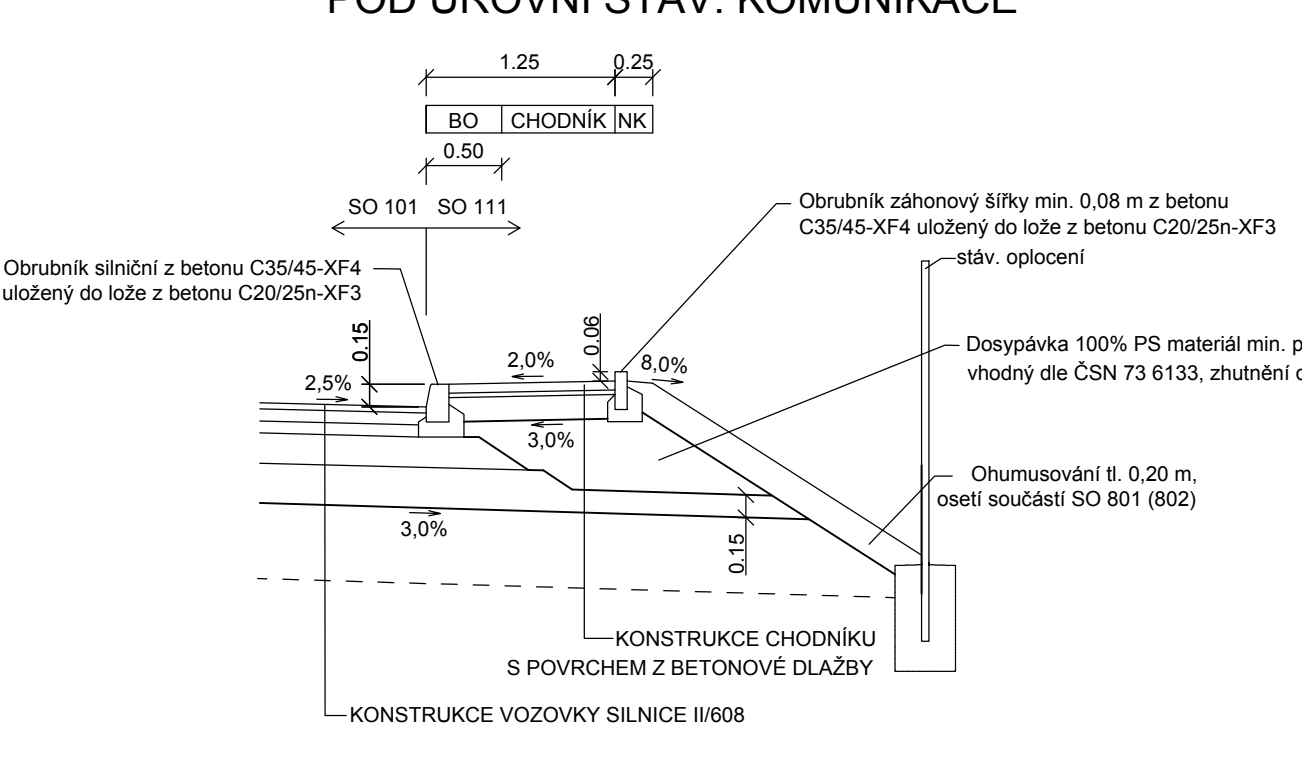 POD ÚROVNÍ STÁV. KOMUNIKACE
1.25
0.25
BO
CHODNÍK
NK
0.50
SO 101
SO 111
Obrubník záhonový šířky min. 0,08 m z betonu
C35/45-XF4 uložený do lože z betonu C20/25n-XF3
stáv. oplocení
Obrubník silniční z betonu C35/45-XF4
uložený do lože z betonu C20/25n-XF3
0.15
0.06
2,0%
8,0%
2,5%
Dosypávka 100% PS materiál min.
vhodný dle ČSN 73 6133, zhutnění
3,0%
Ohumusování tl. 0,20 m,
osetí součástí SO 801 (802)
3,0%
0.15
KONSTRUKCE CHODNÍKU
S POVRCHEM Z BETONOVÉ DLAŽBY
KONSTRUKCE VOZOVKY SILNICE II/608